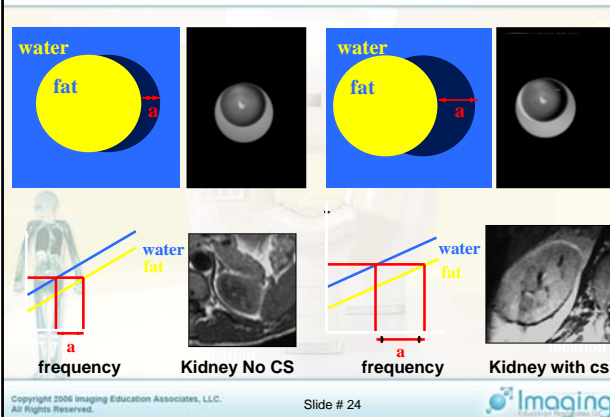 water
fat
a
water
fat
a
water
fat
a
frequency
Kidney No CS
water
fat
a
frequency
location
Kidney with cs
Copyright 2006 Imaging Education Associates, LLC.
All Rights Reserved.
Slide # 24
Imaging